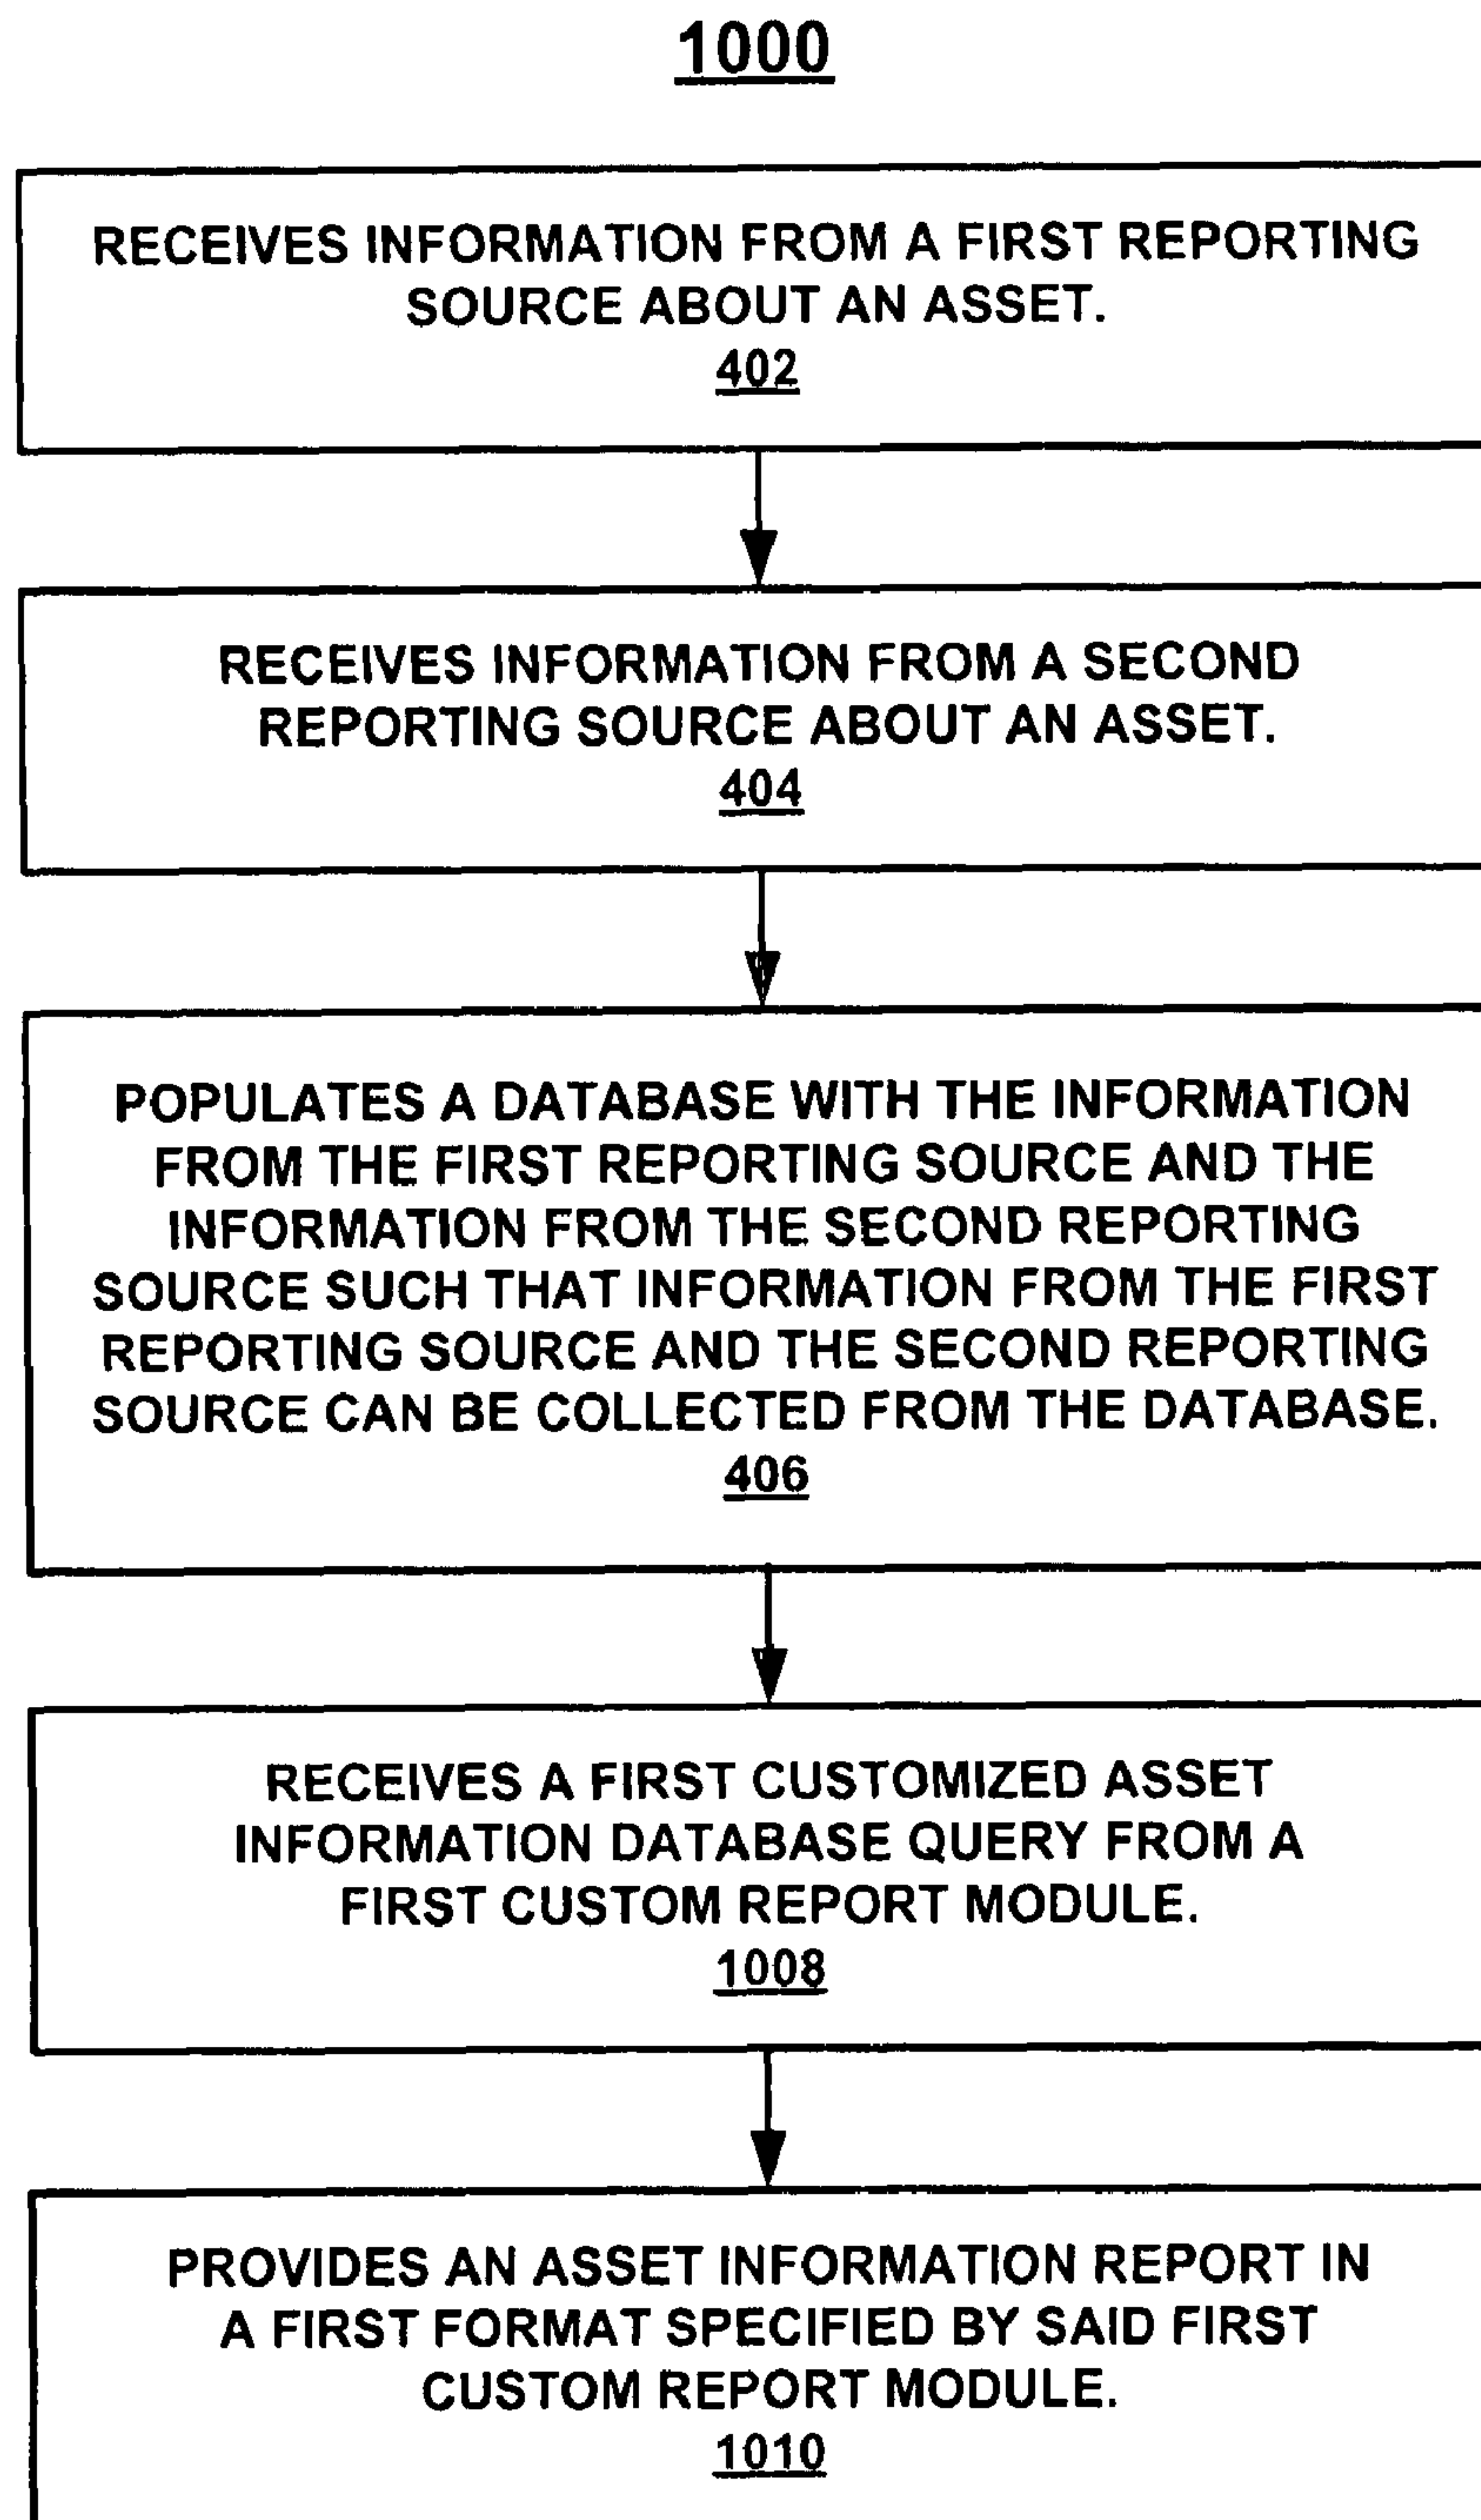 1000
RECEIVES INFORMATION FROM A FIRST REPORTING
SOURCE ABOUT AN ASSET.
402
RECEIVES INFORMATION FROM A SECOND
REPORTING SOURCE ABOUT AN ASSET.
404
POPULATES A DATABASE WITH THE INFORMATION
FROM THE FIRST REPORTING SOURCE AND THE
INFORMATION FROM THE SECOND REPORTING
SOURCE SUCH THAT INFORMATION FROM THE FIRST
REPORTING SOURCE AND THE SECOND REPORTING
SOURCE CAN BE COLLECTED FROM THE DATABASE.
406
RECEIVES A FIRST CUSTOMIZED ASSET
INFORMATION DATABASE QUERY FROM A
FIRST CUSTOM REPORT MODULE.
1008
PROVIDES AN ASSET INFORMATION REPORT IN
A FIRST FORMAT SPECIFIED BY SAID FIRST
CUSTOM REPORT MODULE.
1010